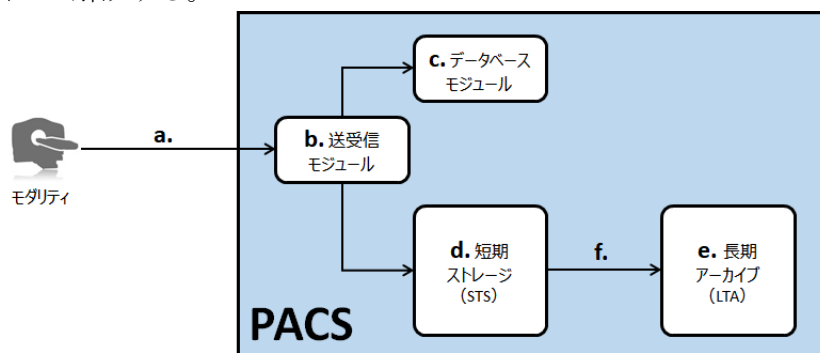 c. データベース
モジュール
a.
b. 送受信
モジュール
モダリティ
d. 短期
ストレージ
（STS）
f.
e. 長期
アーカイブ
（LTA）
PACS